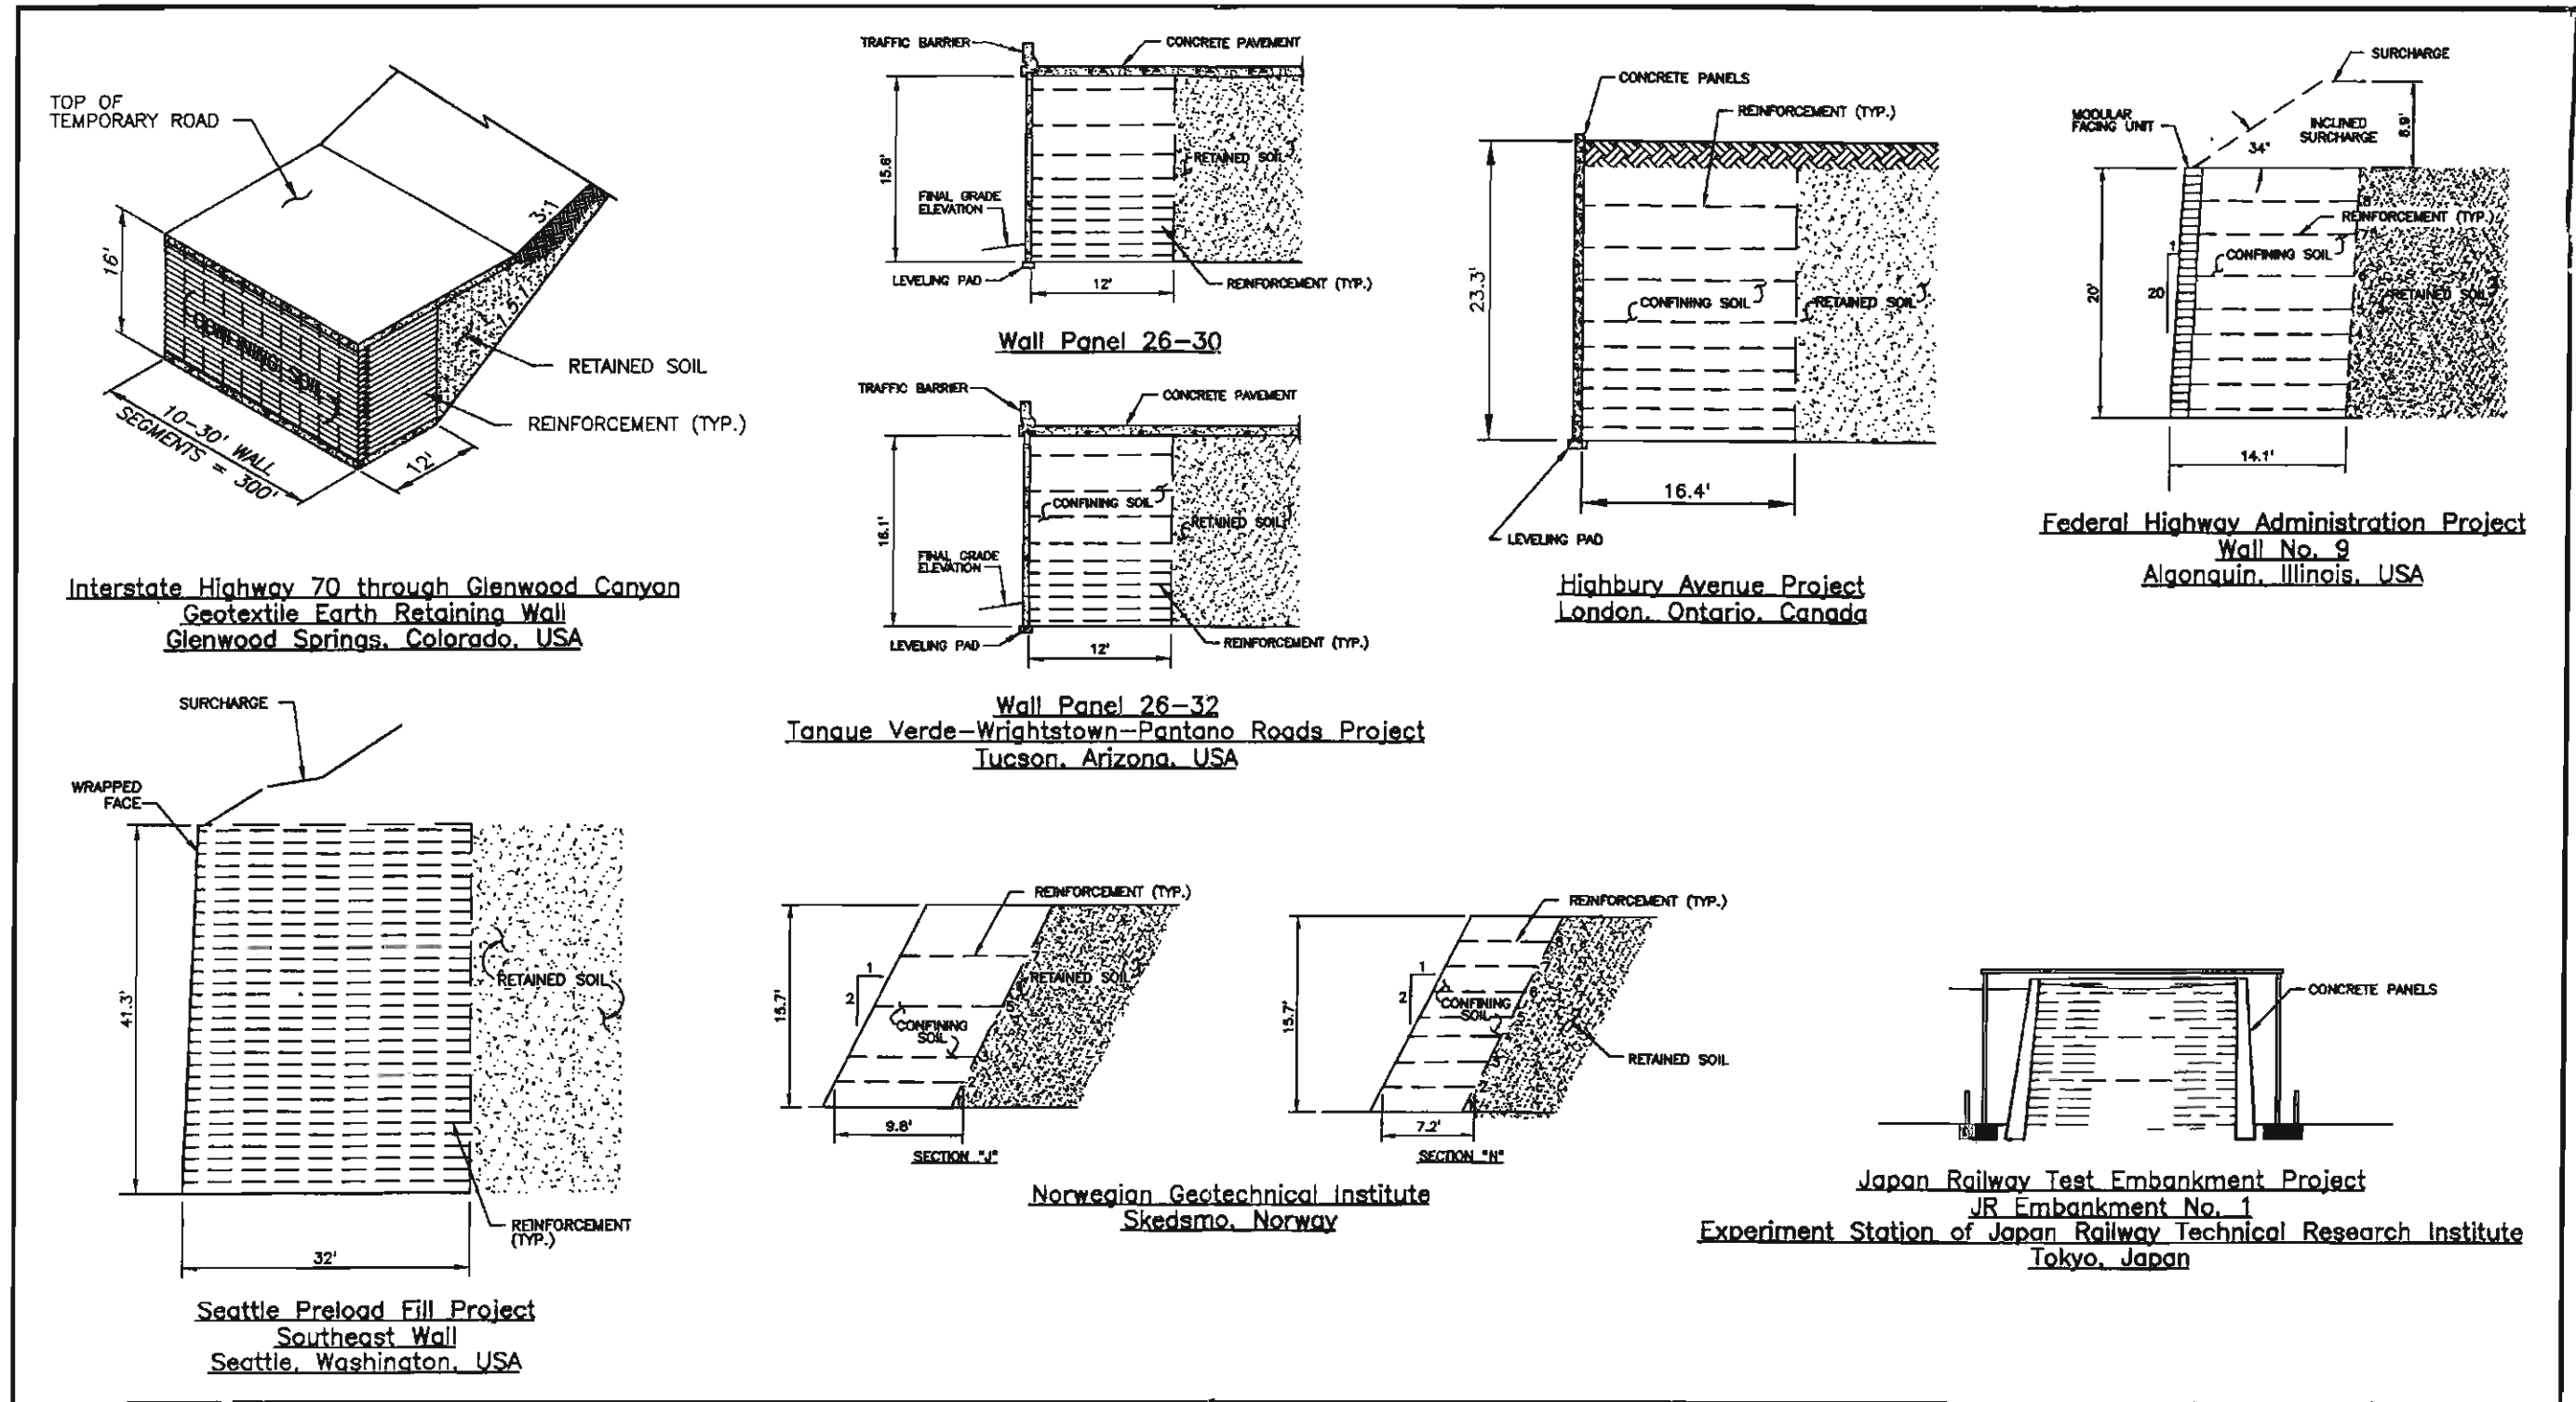 TOP OF
TEMPORARY ROAD
16'
3:1
1.5:1
CONFINING SOIL
RETAINED SOIL
REINFORCEMENT (TYP.)
10-30' WALL
SEGMENTS = 300'
12'
Interstate Highway 70 through Glenwood Canyon
Geotextile Earth Retaining Wall
Glenwood Springs, Colorado, USA
TRAFFIC BARRIER
CONCRETE PAVEMENT
15.6'
RETAINED SOIL
FINAL GRADE
ELEVATION
LEVELING PAD
12'
REINFORCEMENT (TYP.)
Wall Panel 26-30
TRAFFIC BARRIER
CONCRETE PAVEMENT
16.1'
CONFINING SOIL
RETAINED SOIL
FINAL GRADE
ELEVATION
LEVELING PAD
12'
REINFORCEMENT (TYP.)
Wall Panel 26-32
Tanque Verde-Wrightstown-Pantano Roads Project
Tucson, Arizona, USA
CONCRETE PANELS
REINFORCEMENT (TYP.)
23.3'
CONFINING SOIL
RETAINED SOIL
16.4'
LEVELING PAD
Highbury Avenue Project
London, Ontario, Canada
SURCHARGE
MODULAR
FACING UNIT
INCLINED
SURCHARGE
34°
6.9'
REINFORCEMENT (TYP.)
1
CONFINING SOIL
20
20'
RETAINED SOIL
14.1'
Federal Highway Administration Project
Wall No. 9
Algonquin, Illinois, USA
SURCHARGE
WRAPPED
FACE
41.3'
RETAINED SOIL
REINFORCEMENT
(TYP.)
32'
Seattle Preload Fill Project
Southeast Wall
Seattle, Washington, USA
REINFORCEMENT (TYP.)
1
2
RETAINED SOIL
15.7'
CONFINING
SOIL
3
2
9.8'
SECTION "J"
REINFORCEMENT (TYP.)
1
2
6
CONFINING
SOIL
5
15.7'
3
RETAINED SOIL
2
7.2'
SECTION "N"
Norwegian Geotechnical Institute
Skedsmo, Norway
CONCRETE PANELS
Japan Railway Test Embankment Project
JR Embankment No. 1
Experiment Station of Japan Railway Technical Research Institute
Tokyo, Japan